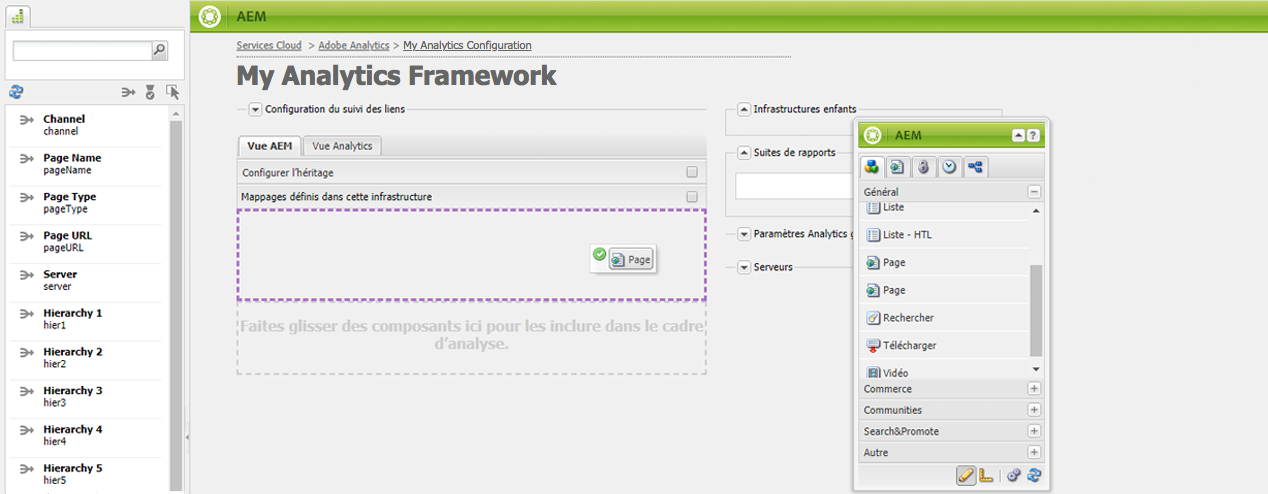 AEM
Services Cloud > Adobe Analytics > My Analytics Configuration
My Analytics Framework
Channel
channel
Page Name
pageName
Page Type
pageType
Page URL
pageURL
Server
server
Hierarchy 1
hier1
Hierarchy 2
hier2
Hierarchy 3
hier3
Hierarchy 4
hier4
Hierarchy 5
hier5
Configuration du suivi des liens
Vue AEM
Vue Analytics
Configurer l'héritage
Mappages définis dans cette infrastructure
Page
Faites glisser des composants ici pour les inclure dans le cadre
d'analyse.
Infrastructures enfants
Suites de rapports
Paramètres Analytics g
Serveurs
AEM
?
Général
Liste
Liste - HTL
Page
Page
Rechercher
Télécharger
Vidéo
Commerce
Communities
Search&Promote
Autre